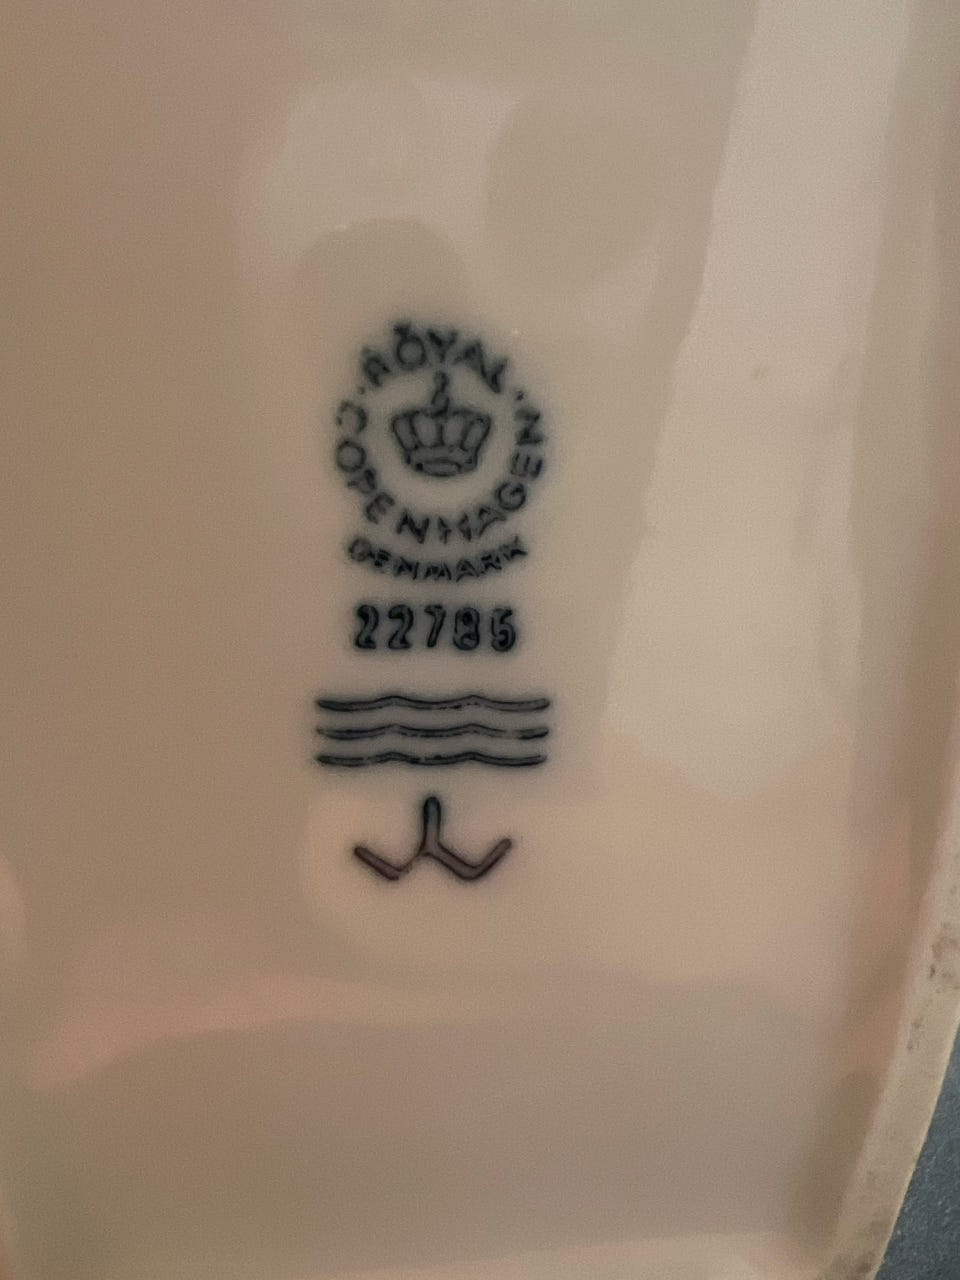 ROYAL
COPENHAGEN
DENMARK
22785